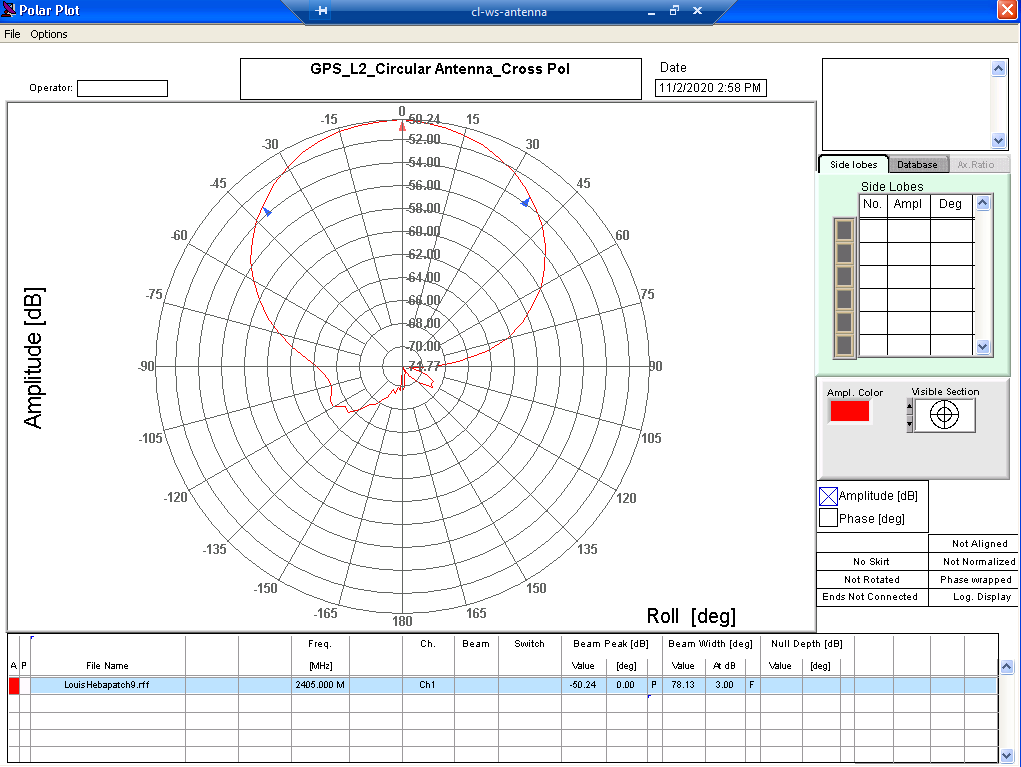 Polar Plot
cl-ws-antenna
File Options
GPS_L2_Circular Antenna_Cross Pol
Date
Operator:
11/2/2020 2:58 PM
0
-15
15
-30
30
-45
45
-60
60
-75
75
-90
90
-105
105
-120
120
-135
135
-150
150
-165
165
180
-50.24
-52.00
-54.00
-56.00
-58.00
-60.00
-62.00
-64.00
-66.00
-68.00
-70.00
-71.77
Amplitude [dB]
Roll [deg]
Side lobes Database Ax.Ratio
Side Lobes
No. Ampl Deg
Ampl. Color Visible Section
Amplitude [dB]
Phase [deg]
Not Aligned
No Skirt Not Normalized
Not Rotated Phase wrapped
Ends Not Connected Log. Display
Freq. Ch. Beam Switch Beam Peak [dB] Beam Width [deg] Null Depth [dB]
A P File Name [MHz] Value [deg] Value At dB Value [deg]
LouisHebapatch9.rff 2405.000 M Ch1 -50.24 0.00 P 78.13 3.00 F